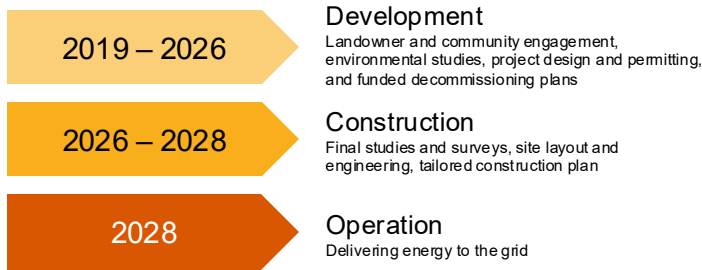 2019 – 2026
Development
Landowner and community engagement,
environmental studies, project design and permitting,
and funded decommissioning plans
2026 – 2028
Construction
Final studies and surveys, site layout and
engineering, tailored construction plan
2028
Operation
Delivering energy to the grid